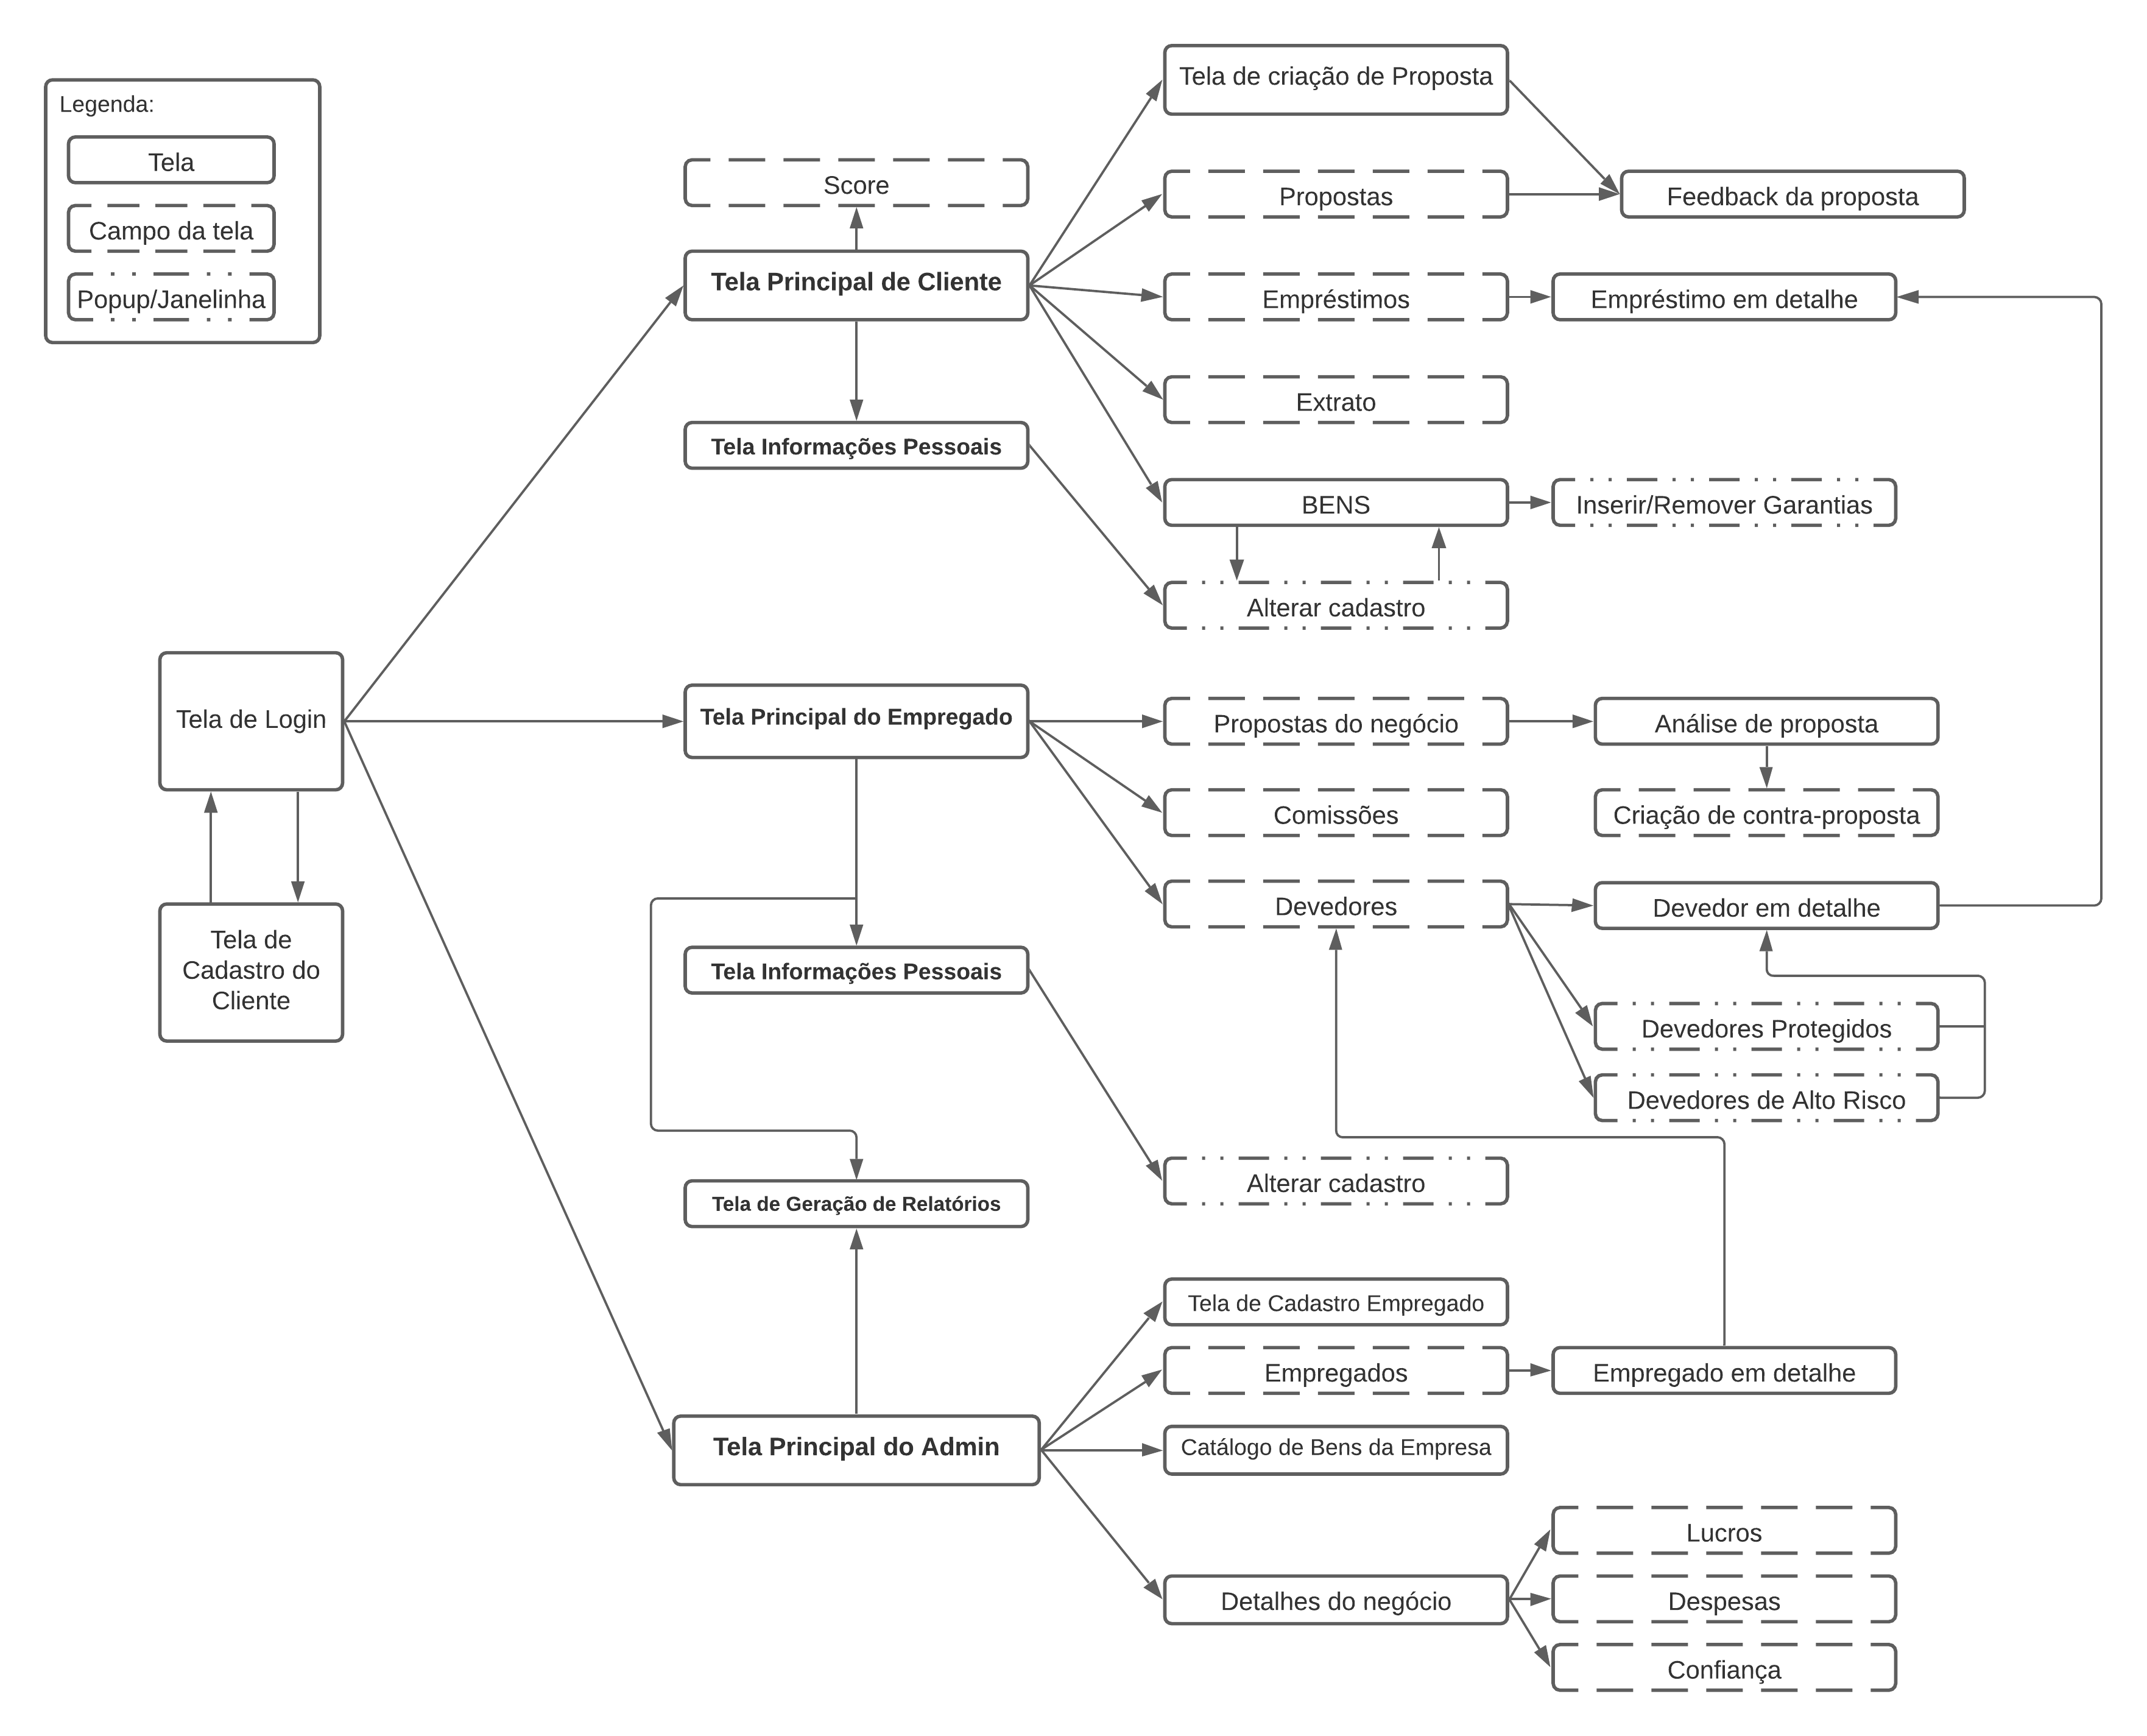 Legenda:
Tela
Campo da tela
Popup/Janelinha
Tela de Login
Tela de
Cadastro do
Cliente
Score
Tela Principal de Cliente
Tela Informações Pessoais
Tela de criação de Proposta
Propostas
Feedback da proposta
Empréstimos
Empréstimo em detalhe
Extrato
BENS
Inserir/Remover Garantias
Alterar cadastro
Tela Principal do Empregado
Propostas do negócio
Análise de proposta
Comissões
Criação de contra-proposta
Devedores
Devedor em detalhe
Tela Informações Pessoais
Devedores Protegidos
Devedores de Alto Risco
Alterar cadastro
Tela de Geração de Relatórios
Tela Principal do Admin
Tela de Cadastro Empregado
Empregados
Empregado em detalhe
Catálogo de Bens da Empresa
Detalhes do negócio
Lucros
Despesas
Confiança